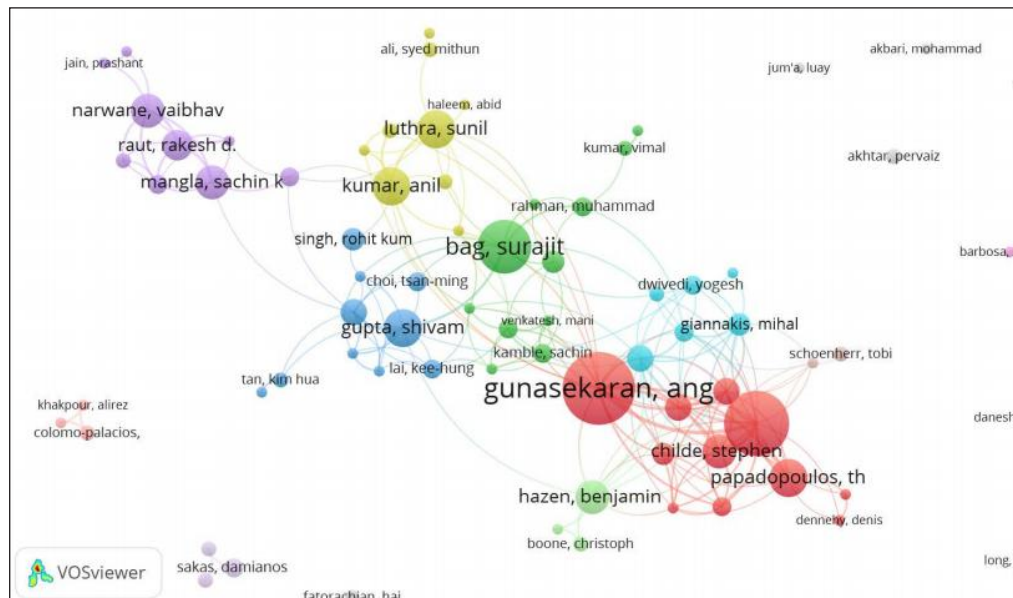 ali, syed mithun
akbari, mohammad
jain, prashant
jum'a, luay
narwane, vaibhav
haleem, abid
luthra, sunil
raut, rakesh d.
kumar, vimal
akhtar, pervaiz
mangla, sachin k
kumar, anil
rahman, muhammad
singh, rohit kum
bag, surajit
barbosa,
choi, tsan-ming
dwivedi, yogesh
gupta, shivam
venkatesh, mani
giannakis, mihal
kamble, sachin
schoenherr, tobi
lai, kee-hung
tan, kim hua
gunasekaran, ang
khakpour, alirez
colomo-palacios,
danesh
childe, stephen
papadopoulos, th
hazen, benjamin
dennehy, denis
boone, christoph
sakas, damianos
long,
VOSviewer